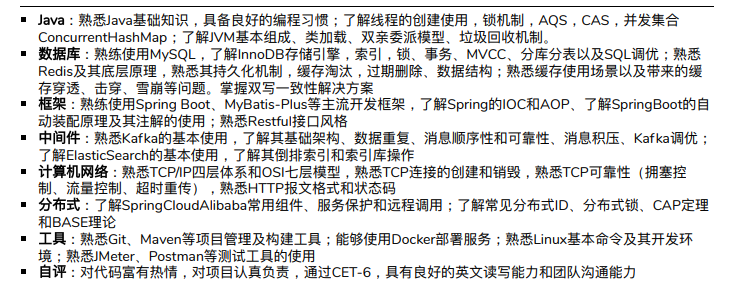 Java：熟悉Java基础知识，具备良好的编程习惯；了解线程的创建使用，锁机制，AQS，CAS，并发集合
ConcurrentHashMap；了解JVM基本组成、类加载、双亲委派模型、垃圾回收机制。
数据库：熟练使用MySQL，了解InnoDB存储引擎，索引，锁、事务、MVCC、分库分表以及SQL调优；熟悉
Redis及其底层原理，熟悉其持久化机制，缓存淘汰，过期删除、数据结构；熟悉缓存使用场景以及带来的缓
存穿透、击穿、雪崩等问题。掌握双写一致性解决方案
框架：熟练使用Spring Boot、MyBatis-Plus等主流开发框架，了解Spring的IOC和AOP、了解SpringBoot的自
动装配原理及其注解的使用；熟悉Restful接口风格
中间件：熟悉Kafka的基本使用，了解其基础架构、数据重复、消息顺序性和可靠性、消息积压、Kafka调优；
了解ElasticSearch的基本使用，了解其倒排索引和索引库操作
计算机网络：熟悉TCP/IP四层体系和OSI七层模型，熟悉TCP连接的创建和销毁，熟悉TCP可靠性（拥塞控
制、流量控制、超时重传），熟悉HTTP报文格式和状态码
分布式：了解SpringCloudAlibaba常用组件、服务保护和远程调用；了解常见分布式ID、分布式锁、CAP定理
和BASE理论
工具：熟悉Git、Maven等项目管理及构建工具；能够使用Docker部署服务；熟悉Linux基本命令及其开发环
境；熟悉JMeter、Postman等测试工具的使用
自评：对代码富有热情，对项目认真负责，通过CET-6，具有良好的英文读写能力和团队沟通能力